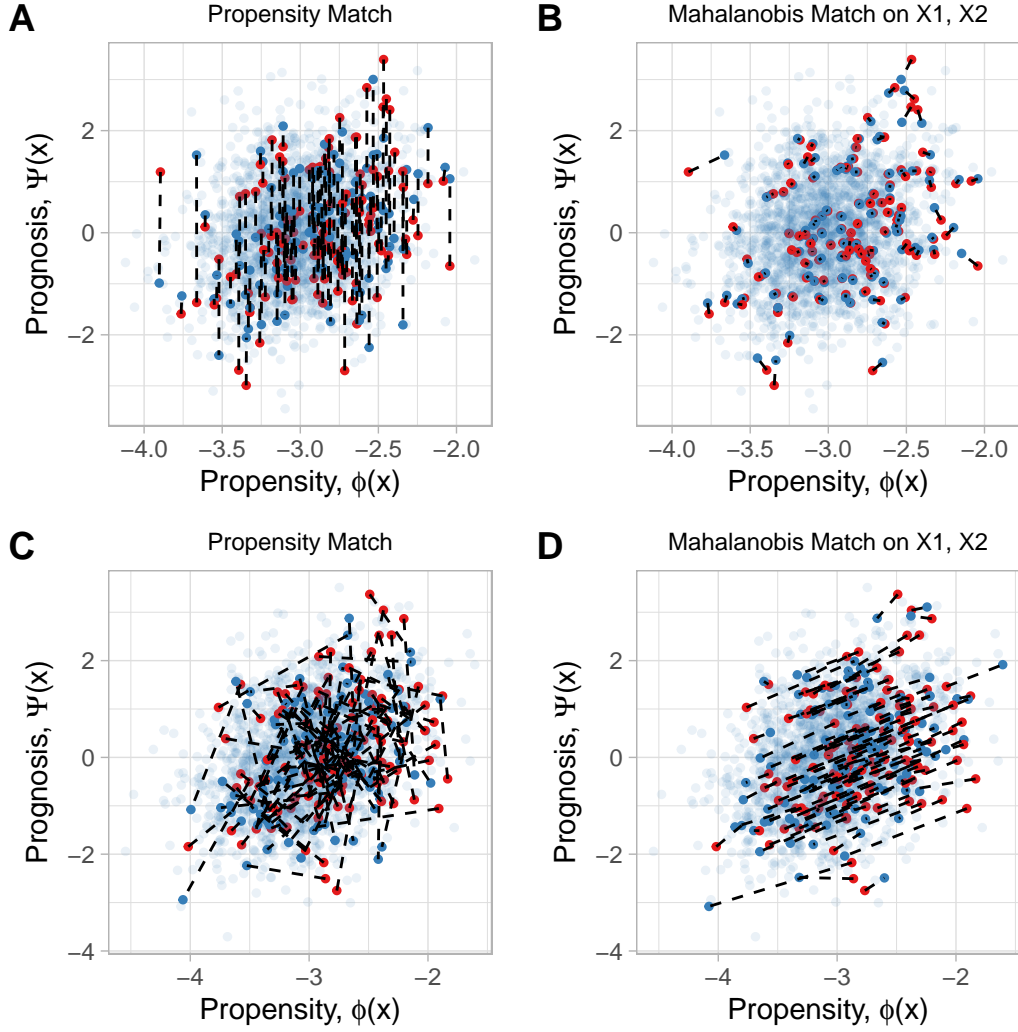 A Propensity Match
B Mahalanobis Match on X1, X2
Prognosis, Ψ(x)
2
0
−2
−4.0 −3.5 −3.0 −2.5 −2.0
Propensity, ϕ(x)
Prognosis, Ψ(x)
2
0
−2
−4.0 −3.5 −3.0 −2.5 −2.0
Propensity, ϕ(x)
C Propensity Match
D Mahalanobis Match on X1, X2
Prognosis, Ψ(x)
2
0
−2
−4
−4 −3 −2
Propensity, ϕ(x)
Prognosis, Ψ(x)
2
0
−2
−4
−4 −3 −2
Propensity, ϕ(x)